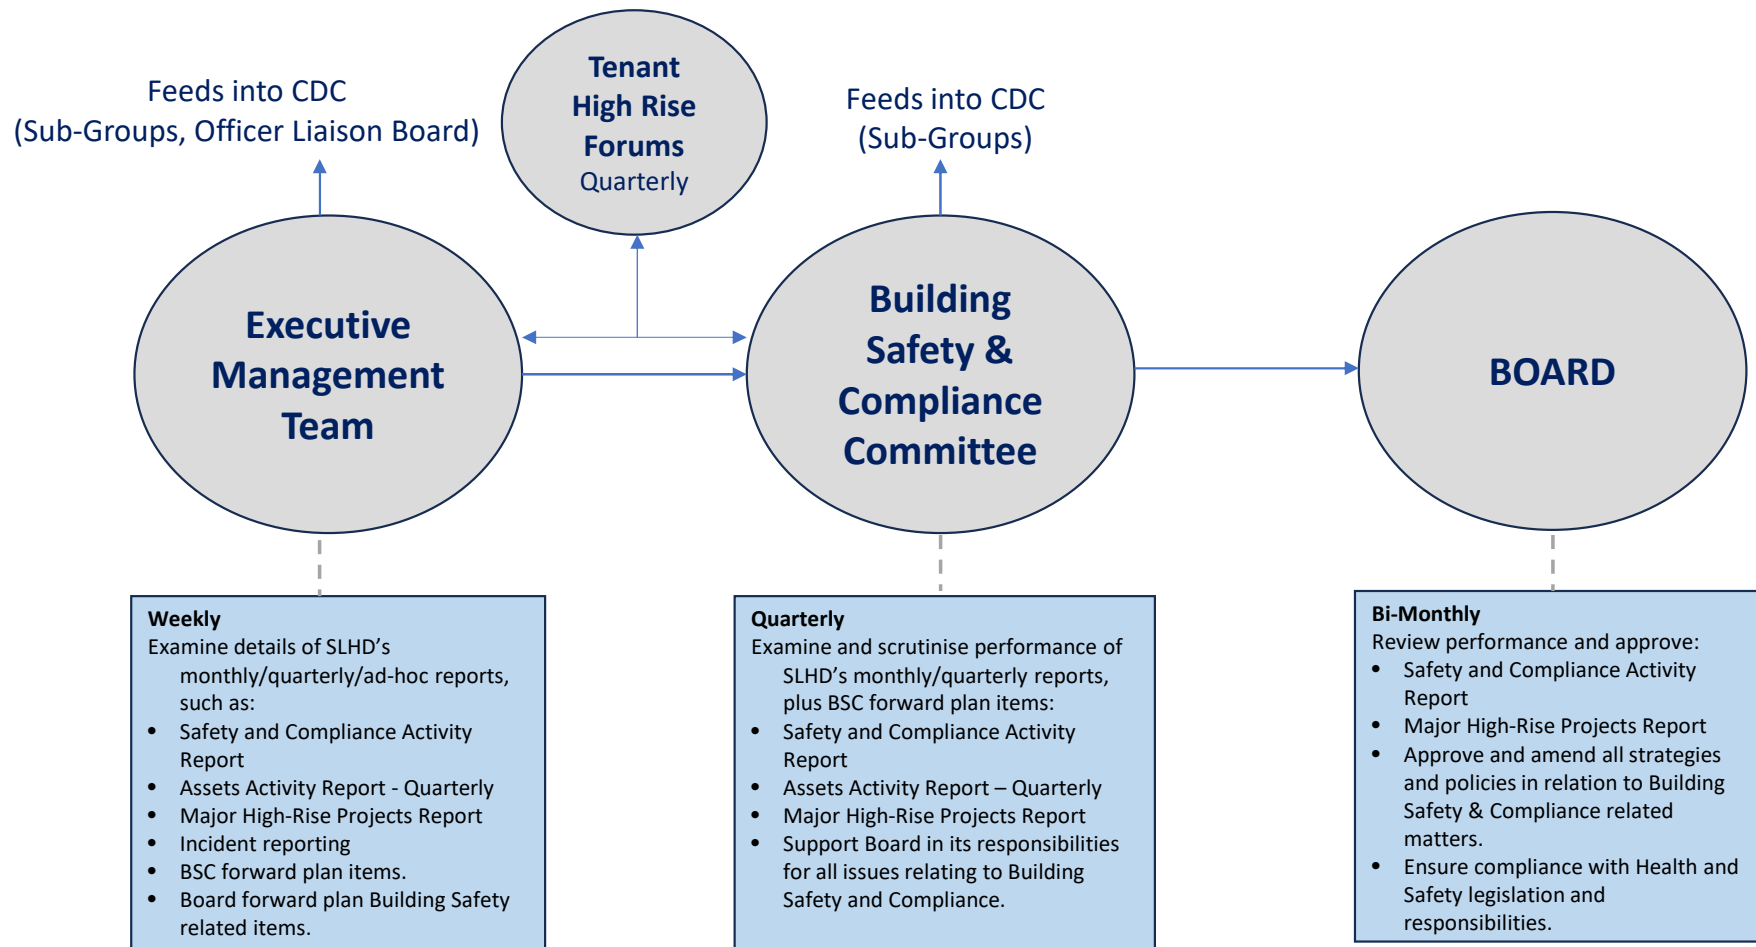 Feeds into CDC
(Sub-Groups, Officer Liaison Board)
Tenant
High Rise
Forums
Quarterly
Feeds into CDC
(Sub-Groups)
Executive
Management
Team
Building
Safety &
Compliance
Committee
BOARD
Weekly
Examine details of SLHD’s
monthly/quarterly/ad-hoc reports,
such as:
• Safety and Compliance Activity
Report
• Assets Activity Report - Quarterly
• Major High-Rise Projects Report
• Incident reporting
• BSC forward plan items.
• Board forward plan Building Safety
related items.
Quarterly
Examine and scrutinise performance of
SLHD’s monthly/quarterly reports,
plus BSC forward plan items:
• Safety and Compliance Activity
Report
• Assets Activity Report – Quarterly
• Major High-Rise Projects Report
• Support Board in its responsibilities
for all issues relating to Building
Safety and Compliance.
Bi-Monthly
Review performance and approve:
• Safety and Compliance Activity
Report
• Major High-Rise Projects Report
• Approve and amend all strategies
and policies in relation to Building
Safety & Compliance related
matters.
• Ensure compliance with Health and
Safety legislation and
responsibilities.